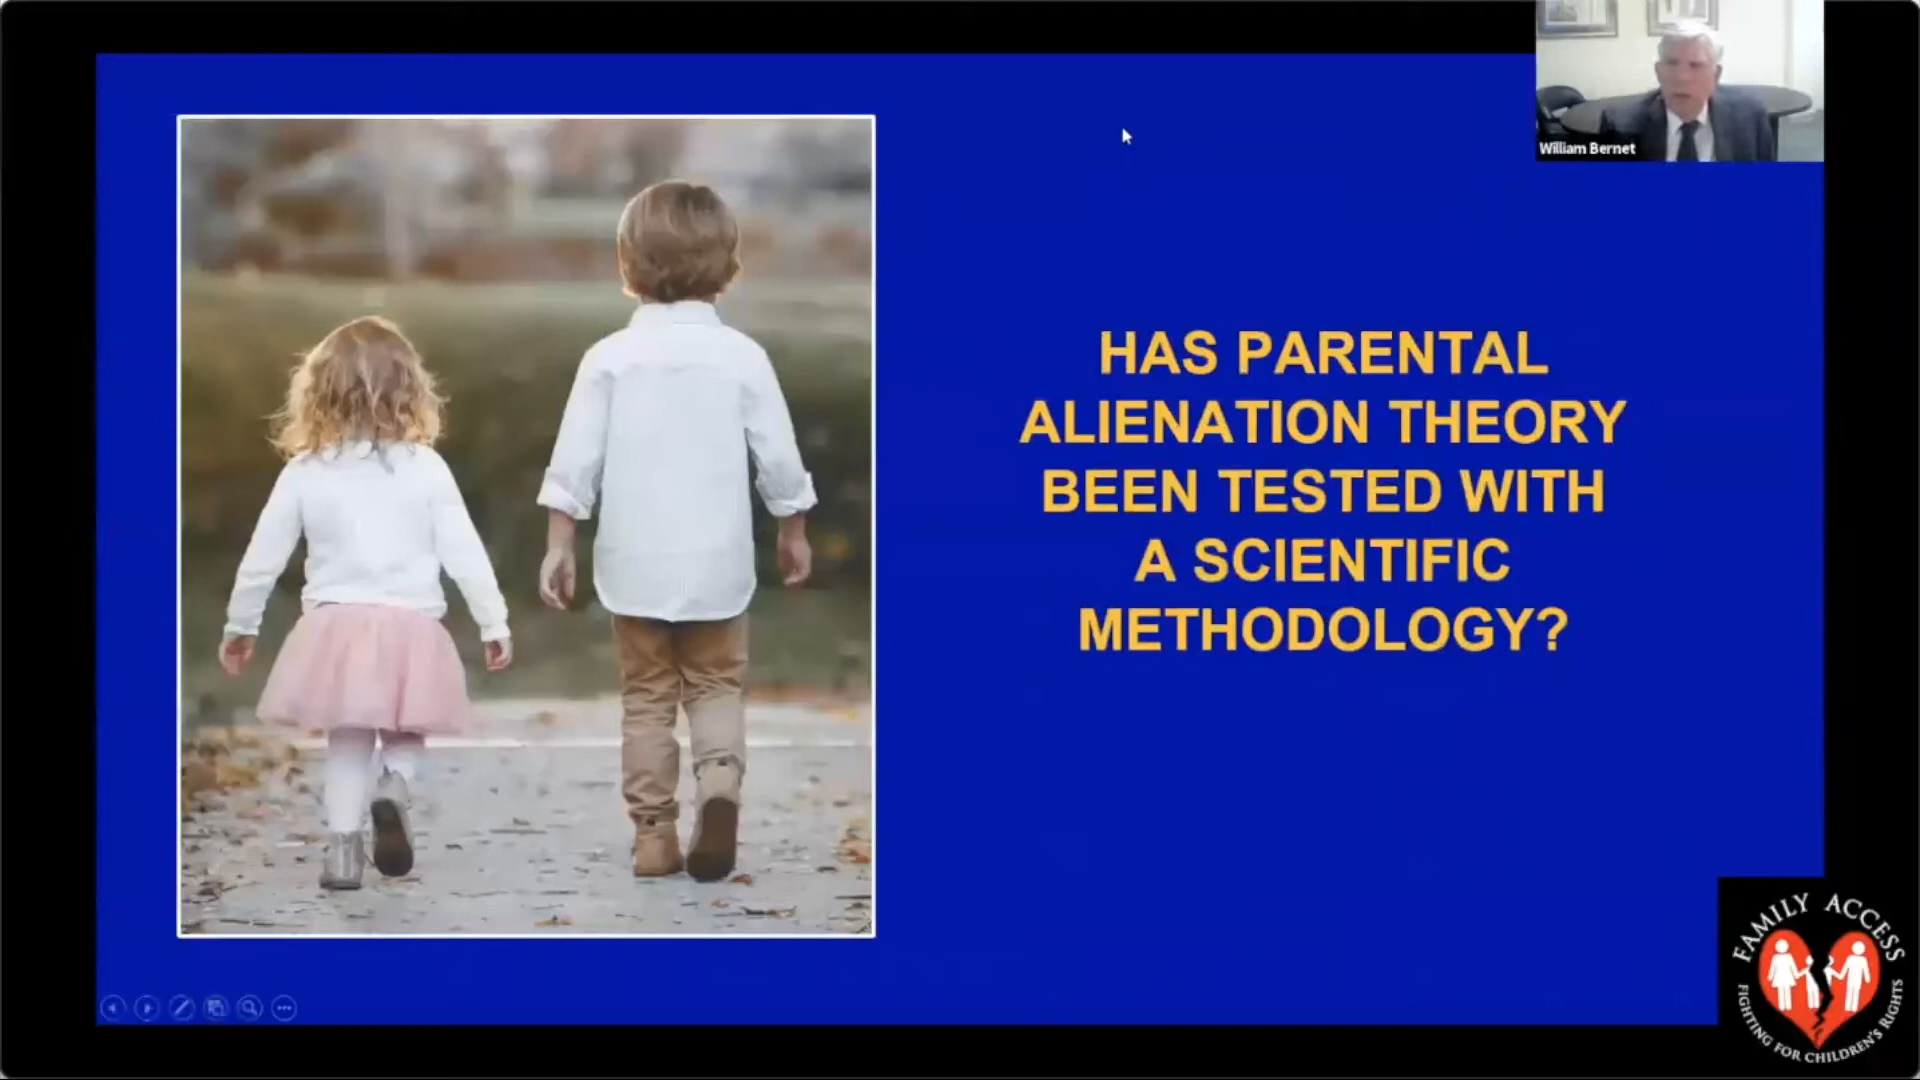 William Bernet
HAS PARENTAL
ALIENATION THEORY
BEEN TESTED WITH
A SCIENTIFIC
METHODOLOGY?
FAMILY ACCESS
FIGHTING FOR CHILDREN'S RIGHTS